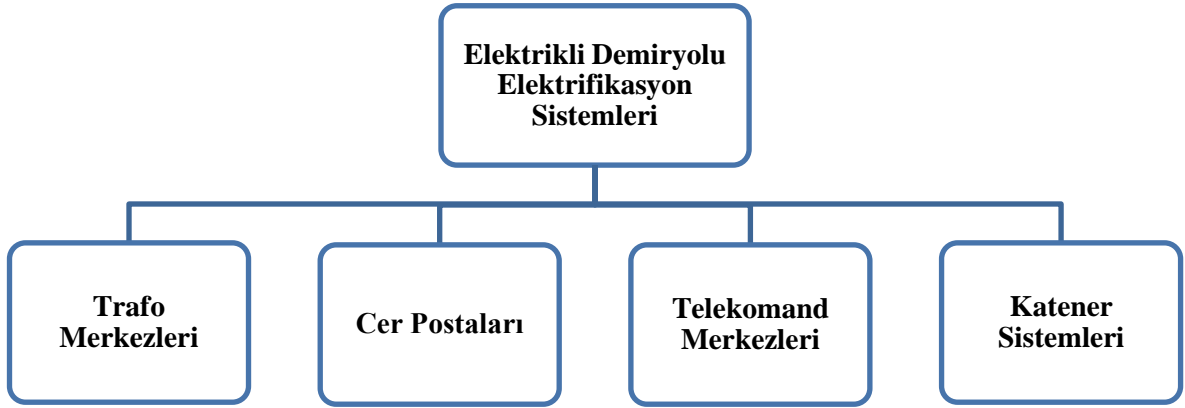 Elektrikli Demiryolu
Elektrifikasyon
Sistemleri
Trafo
Merkezleri
Cer Postaları
Telekomand
Merkezleri
Katener
Sistemleri